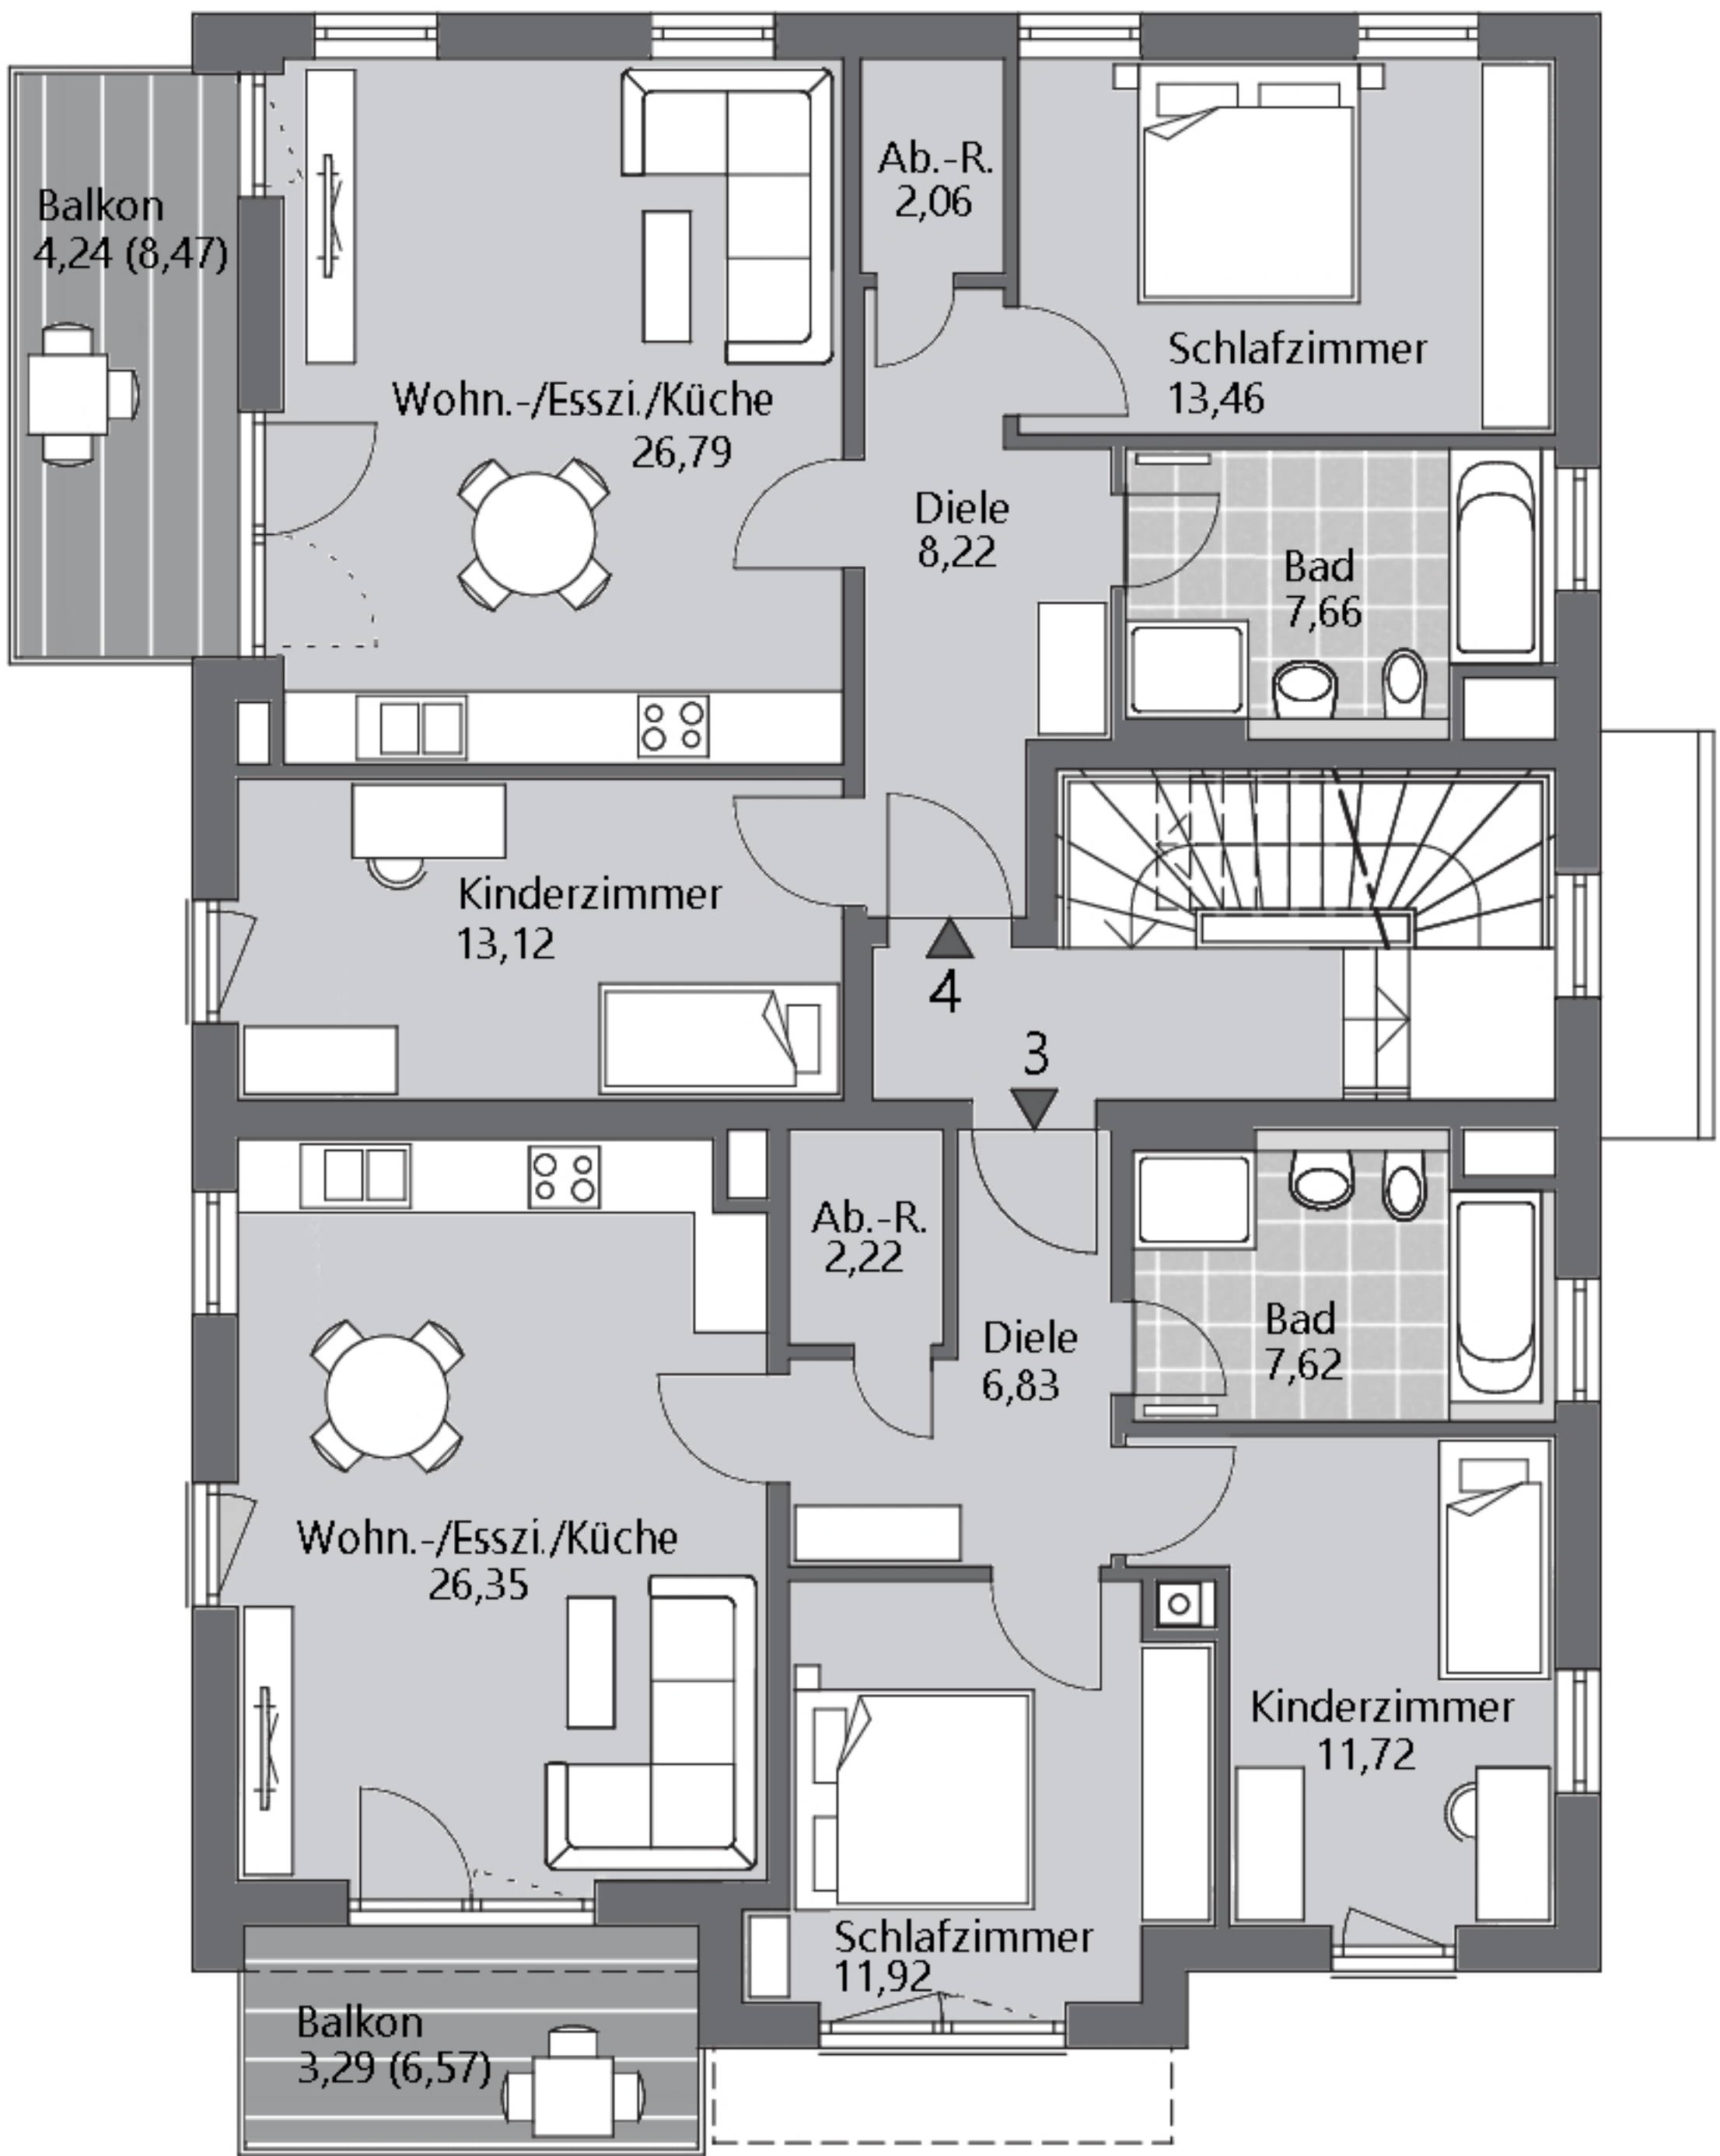 Ab.-R.
2,06
Balkon
4,24 (8,47)
Schlafzimmer
13,46
Wohn.-/Esszi./Küche
26,79
Diele
8,22
Bad
7,66
Kinderzimmer
13,12
4
3
Ab.-R.
2,22
Diele
6,83
Bad
7,62
Wohn.-/Esszi./Küche
26,35
Kinderzimmer
11,72
Schlafzimmer
11,92
Balkon
3,29 (6,57)